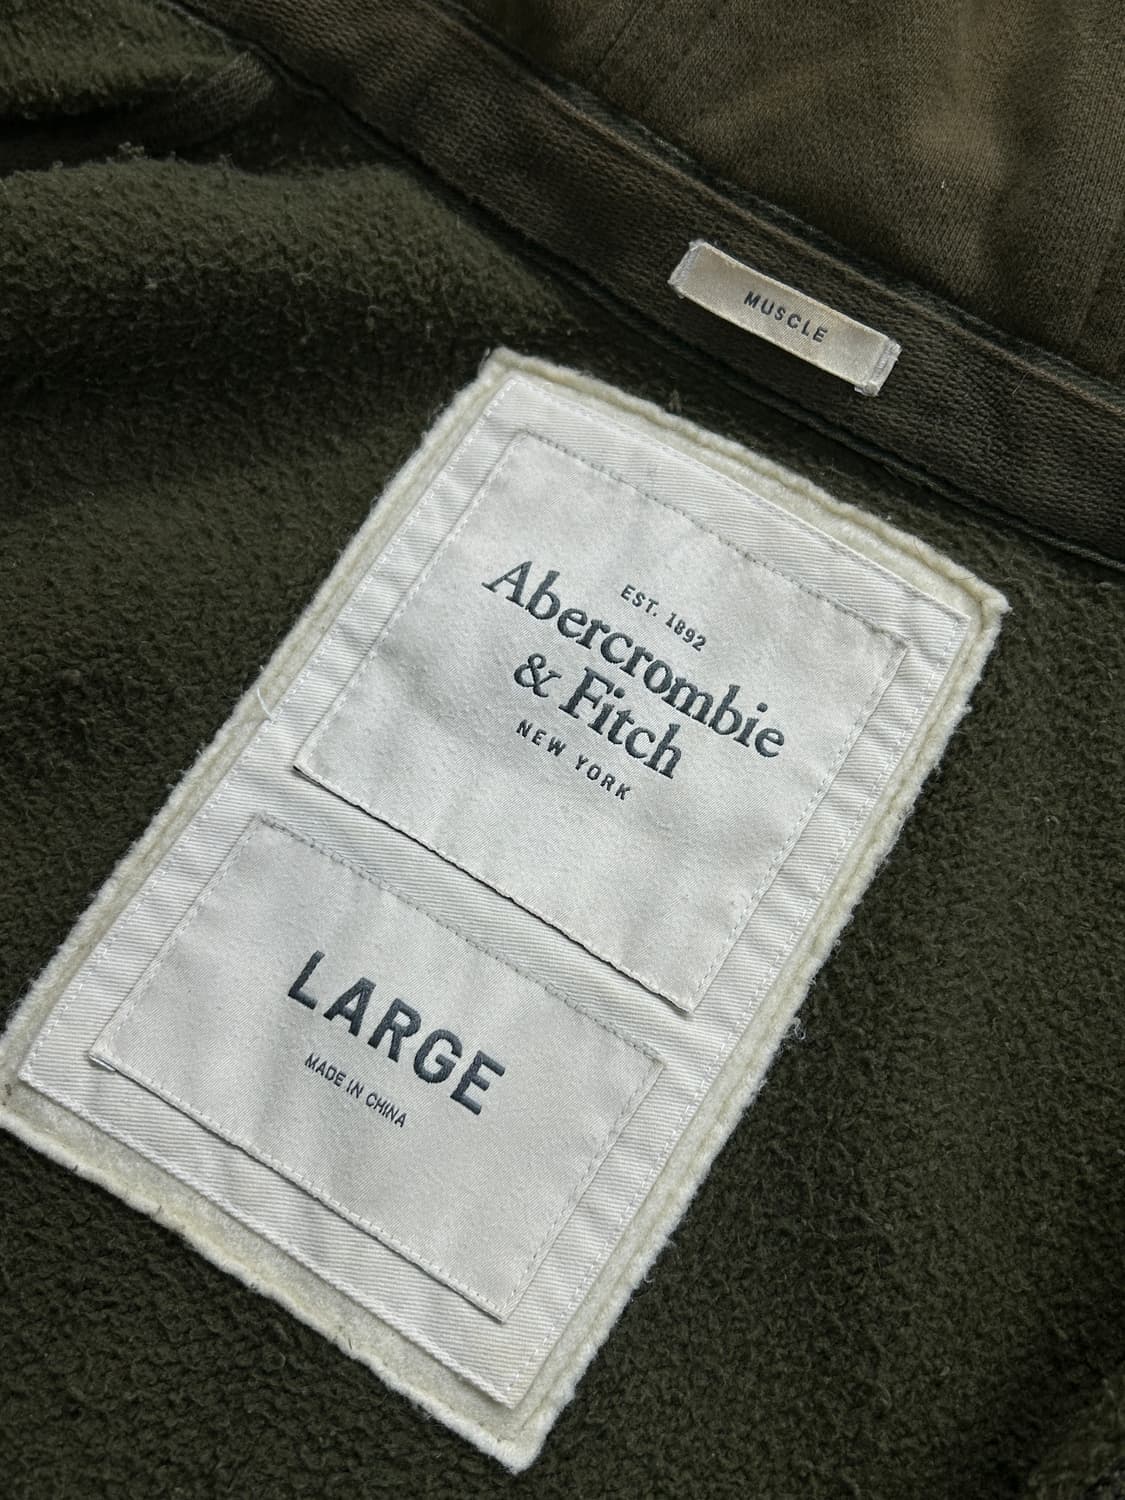 MUSCLE
EST. 1892
Abercrombie
& Fitch
NEW YORK
LARGE
MADE IN CHINA